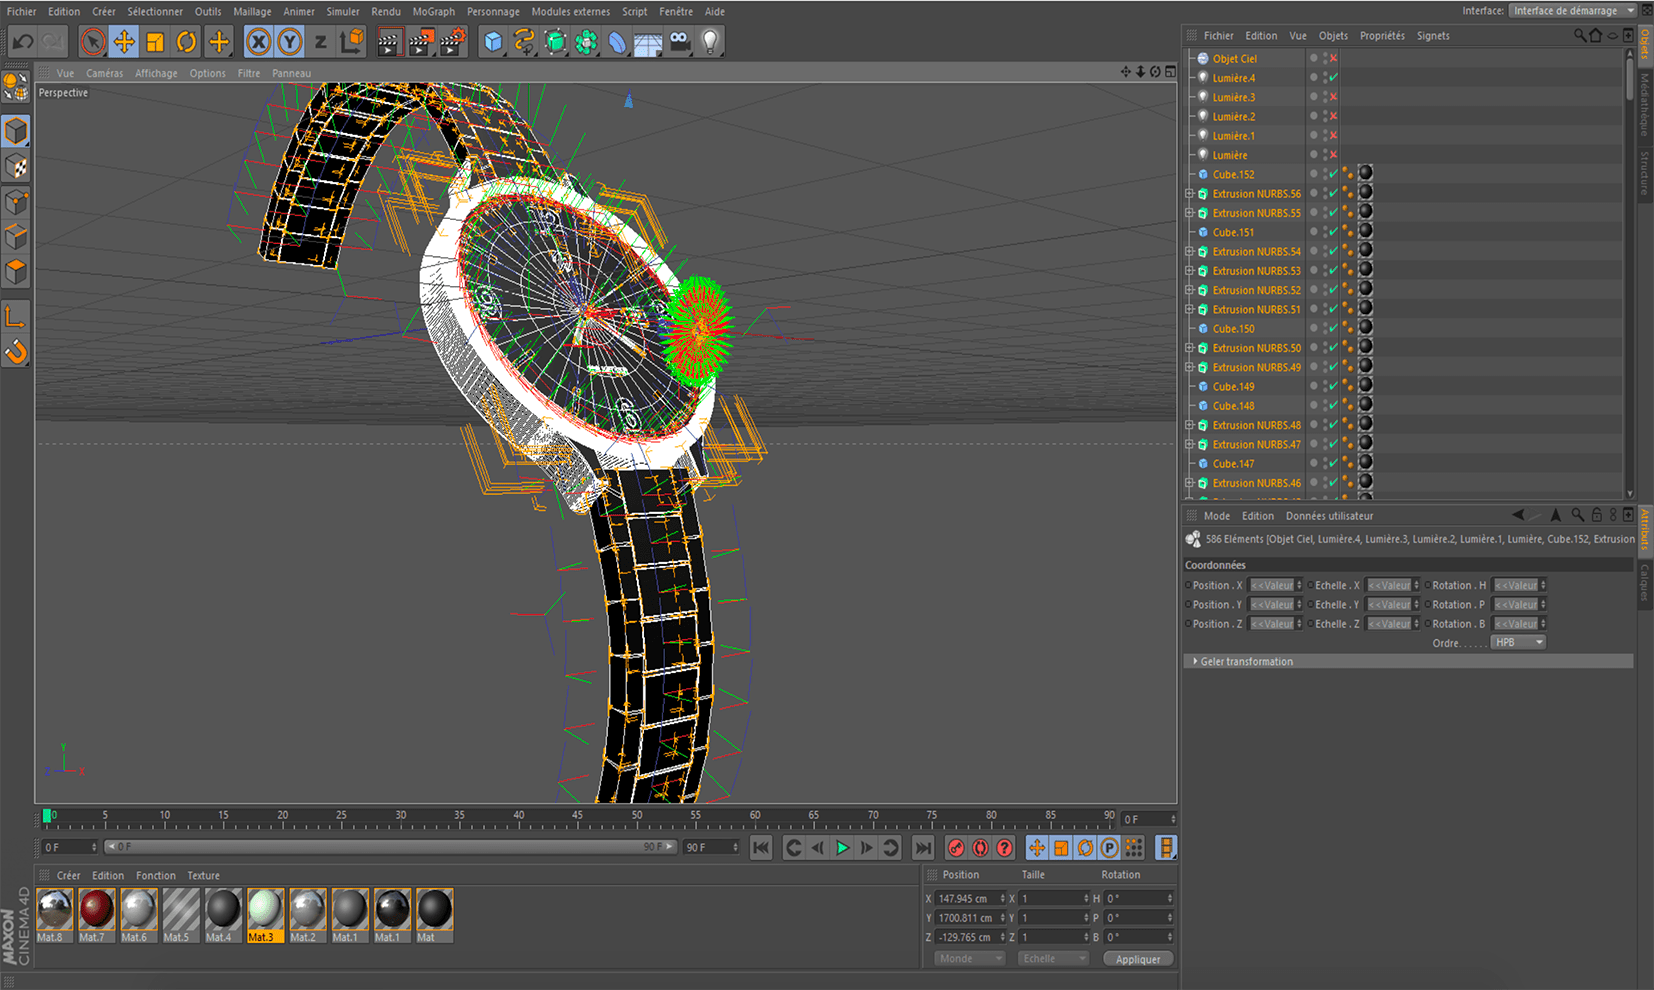 Fichier Edition Créer Sélectionner Outils Maillage Animer Simuler Rendu MoGraph Personnage Modules externes Script Fenêtre Aide
Interface: Interface de démarrage
Vue Caméras Affichage Options Filtre Panneau
Perspective
Fichier Edition Vue Objets Propriétés Signets
Objet Ciel
Lumière.4
Lumière.3
Lumière.2
Lumière.1
Lumière
Cube.152
Extrusion NURBS.56
Extrusion NURBS.55
Cube.151
Extrusion NURBS.54
Extrusion NURBS.53
Extrusion NURBS.52
Extrusion NURBS.51
Cube.150
Extrusion NURBS.50
Extrusion NURBS.49
Cube.149
Cube.148
Extrusion NURBS.48
Extrusion NURBS.47
Cube.147
Extrusion NURBS.46
Objets
Médiathèque
Structure
Mode Edition Données utilisateur
586 Eléments [Objet Ciel, Lumière.4, Lumière.3, Lumière.2, Lumière.1, Lumière, Cube.152, Extrusion
Coordonnées
Position . X <<Valeur Echelle . X <<Valeur Rotation . H <<Valeur
Position . Y <<Valeur Echelle . Y <<Valeur Rotation . P <<Valeur
Position . Z <<Valeur Echelle . Z <<Valeur Rotation . B <<Valeur
Ordre...... HPB
Geler transformation
Attributs
Calques
Y
Z X
0 5 10 15 20 25 30 35 40 45 50 55 60 65 70 75 80 85 90 0 F
0 F 0 F 90 F 90 F
Créer Edition Fonction Texture
Mat.8 Mat.7 Mat.6 Mat.5 Mat.4 Mat.3 Mat.2 Mat.1 Mat.1 Mat
Position Taille Rotation
X 147.945 cm X 1 H 0 °
Y 1700.811 cm Y 1 P 0 °
Z -129.765 cm Z 1 B 0 °
Monde Echelle Appliquer
MAXON
CINEMA 4D